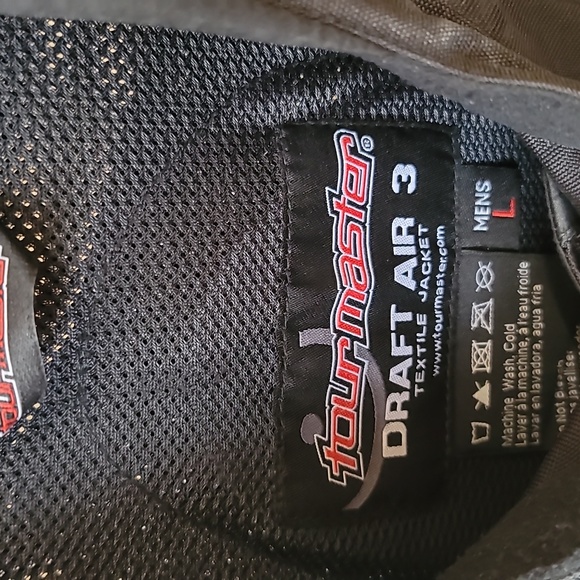 tourmaster®
DRAFT AIR 3
TEXTILE JACKET
www.tourmaster.com
MENS
L
Machine Wash, Cold
Laver à la machine, à l'eau froide
Lavar en lavadora, agua fria